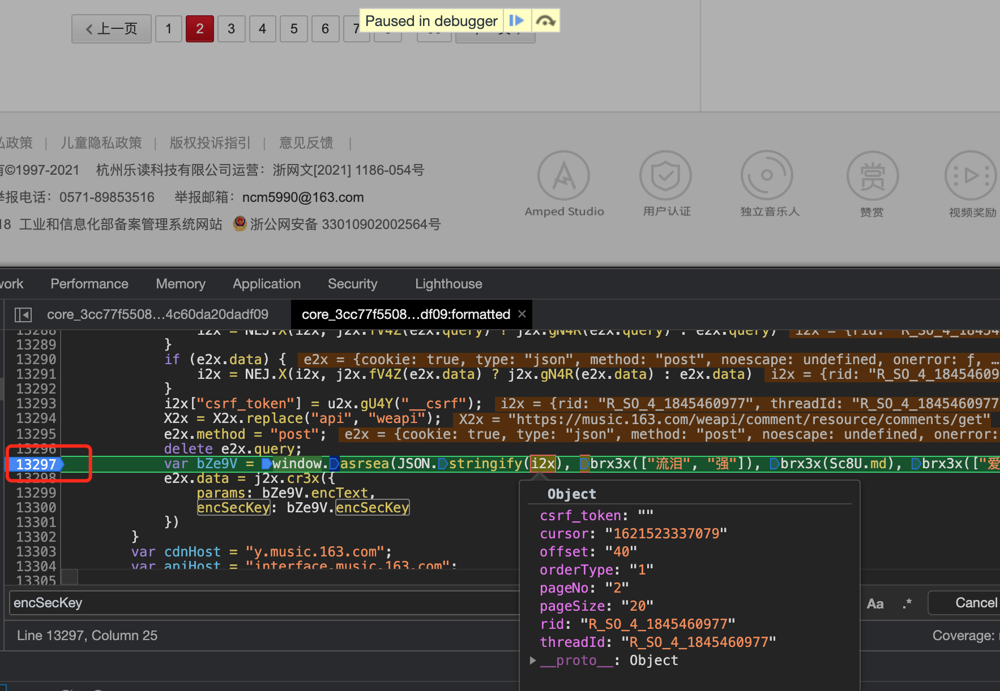 上一页 1 2 3 4 5 6 7
Paused in debugger
私政策 | 儿童隐私政策 | 版权投诉指引 | 意见反馈 |
©1997-2021 杭州乐读科技有限公司运营：浙网文[2021] 1186-054号
举报电话：0571-89853516 举报邮箱：ncm5990@163.com
18 工业和信息化部备案管理系统网站 浙公网安备 33010902002564号
Amped Studio 用户认证 独立音乐人 赞赏 视频奖励
work Performance Memory Application Security Lighthouse
core_3cc77f5508...4c60da20dadf09 core_3cc77f5508...df09:formatted ×
13288 i2x = NEJ.X(i2x, j2x.fV4Z(e2x.query) ? j2x.gN4R(e2x.query) : e2x.query) i2x = {rid: "R_SO_4_18454
13289 }
13290 if (e2x.data) { e2x = {cookie: true, type: "json", method: "post", noescape: undefined, onerror: ƒ, …
13291 i2x = NEJ.X(i2x, j2x.fV4Z(e2x.data) ? j2x.gN4R(e2x.data) : e2x.data) i2x = {rid: "R_SO_4_18454609
13292 }
13293 i2x["csrf_token"] = u2x.gU4Y("__csrf"); i2x = {rid: "R_SO_4_1845460977", threadId: "R_SO_4_1845460977
13294 X2x = X2x.replace("api", "weapi"); X2x = "https://music.163.com/weapi/comment/resource/comments/get"
13295 e2x.method = "post"; e2x = {cookie: true, type: "json", method: "post", noescape: undefined, onerror:
13296 delete e2x.query;
13297 var bZe9V = window.asrsea(JSON.stringify(i2x), brx3x(["流泪", "强"]), brx3x(Sc8U.md), brx3x(["爱
13298 e2x.data = j2x.cr3x({
13299 params: bZe9V.encText,
13300 encSecKey: bZe9V.encSecKey
13301 })
13302 }
13303 var cdnHost = "y.music.163.com";
13304 var apiHost = "interface.music.163.com";
13305
Object
csrf_token: ""
cursor: "1621523337079"
offset: "40"
orderType: "1"
pageNo: "2"
pageSize: "20"
rid: "R_SO_4_1845460977"
threadId: "R_SO_4_1845460977"
__proto__: Object
encSecKey Aa .* Cancel
Line 13297, Column 25 Coverage: